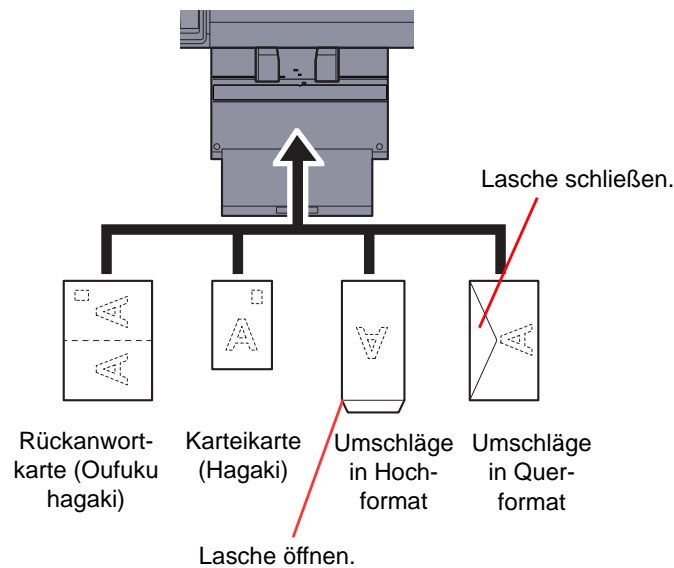 Lasche schließen.
Rückanwort-
karte (Oufuku
hagaki)
Karteikarte
(Hagaki)
Umschläge
in Hoch-
format
Umschläge
in Quer-
format
Lasche öffnen.